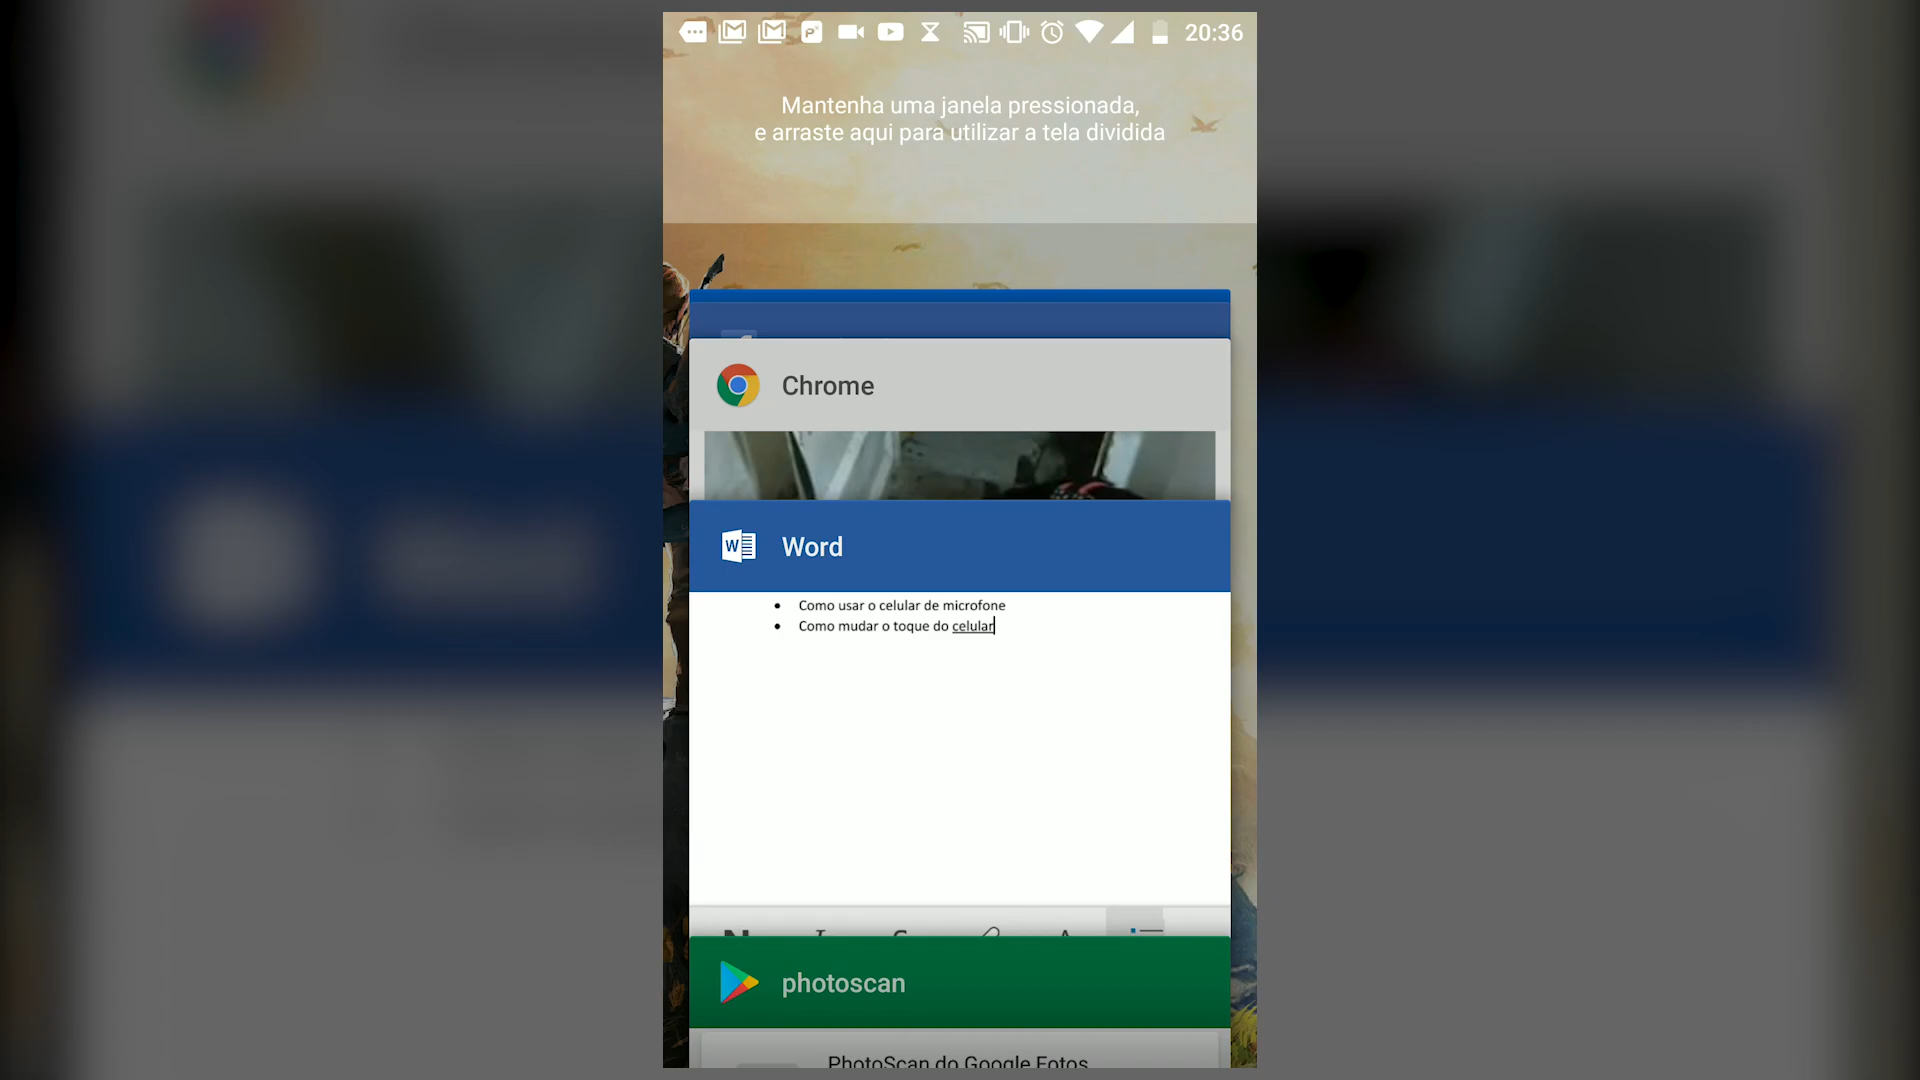 20:36
Mantenha uma janela pressionada,
e arraste aqui para utilizar a tela dividida
Chrome
Word
• Como usar o celular de microfone
• Como mudar o toque do celular
photoscan
PhotoScan do Google Fotos